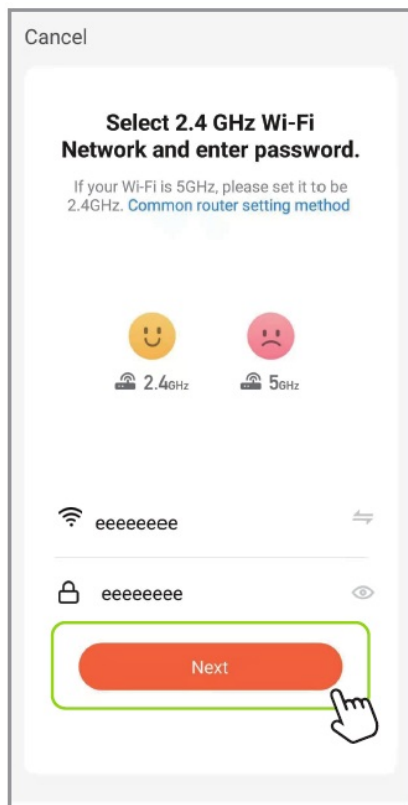 Cancel
Select 2.4 GHz Wi-Fi
Network and enter password.
If your Wi-Fi is 5GHz, please set it to be
2.4GHz. Common router setting method
2.4GHz 5GHz
eeeeeeee
eeeeeeee
Next